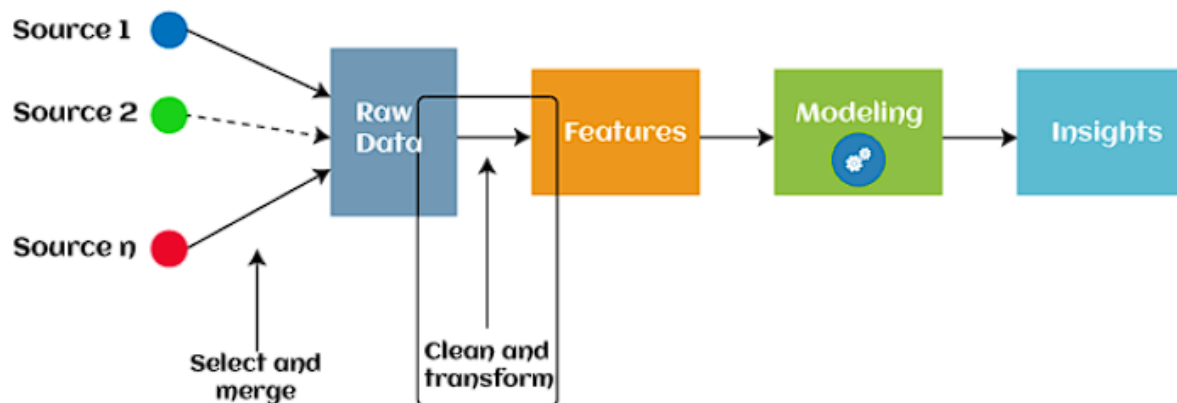 Source 1
Source 2
Source n
Select and
merge
Raw
Data
Clean and
transform
Features
Modeling
Insights